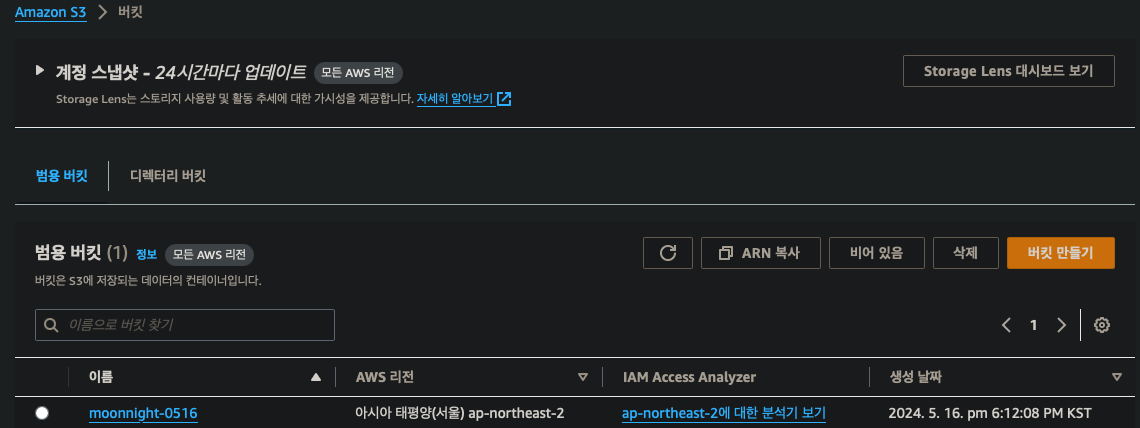 Amazon S3 > 버킷
계정 스냅샷 - 24시간마다 업데이트 모든 AWS 리전
Storage Lens 대시보드 보기
Storage Lens는 스토리지 사용량 및 활동 추세에 대한 가시성을 제공합니다. 자세히 알아보기
범용 버킷 디렉터리 버킷
범용 버킷 (1) 정보 모든 AWS 리전
ARN 복사 비어 있음 삭제 버킷 만들기
버킷은 S3에 저장되는 데이터의 컨테이너입니다.
이름으로 버킷 찾기
1
이름 AWS 리전 IAM Access Analyzer 생성 날짜
moonnight-0516 아시아 태평양(서울) ap-northeast-2 ap-northeast-2에 대한 분석기 보기 2024. 5. 16. pm 6:12:08 PM KST